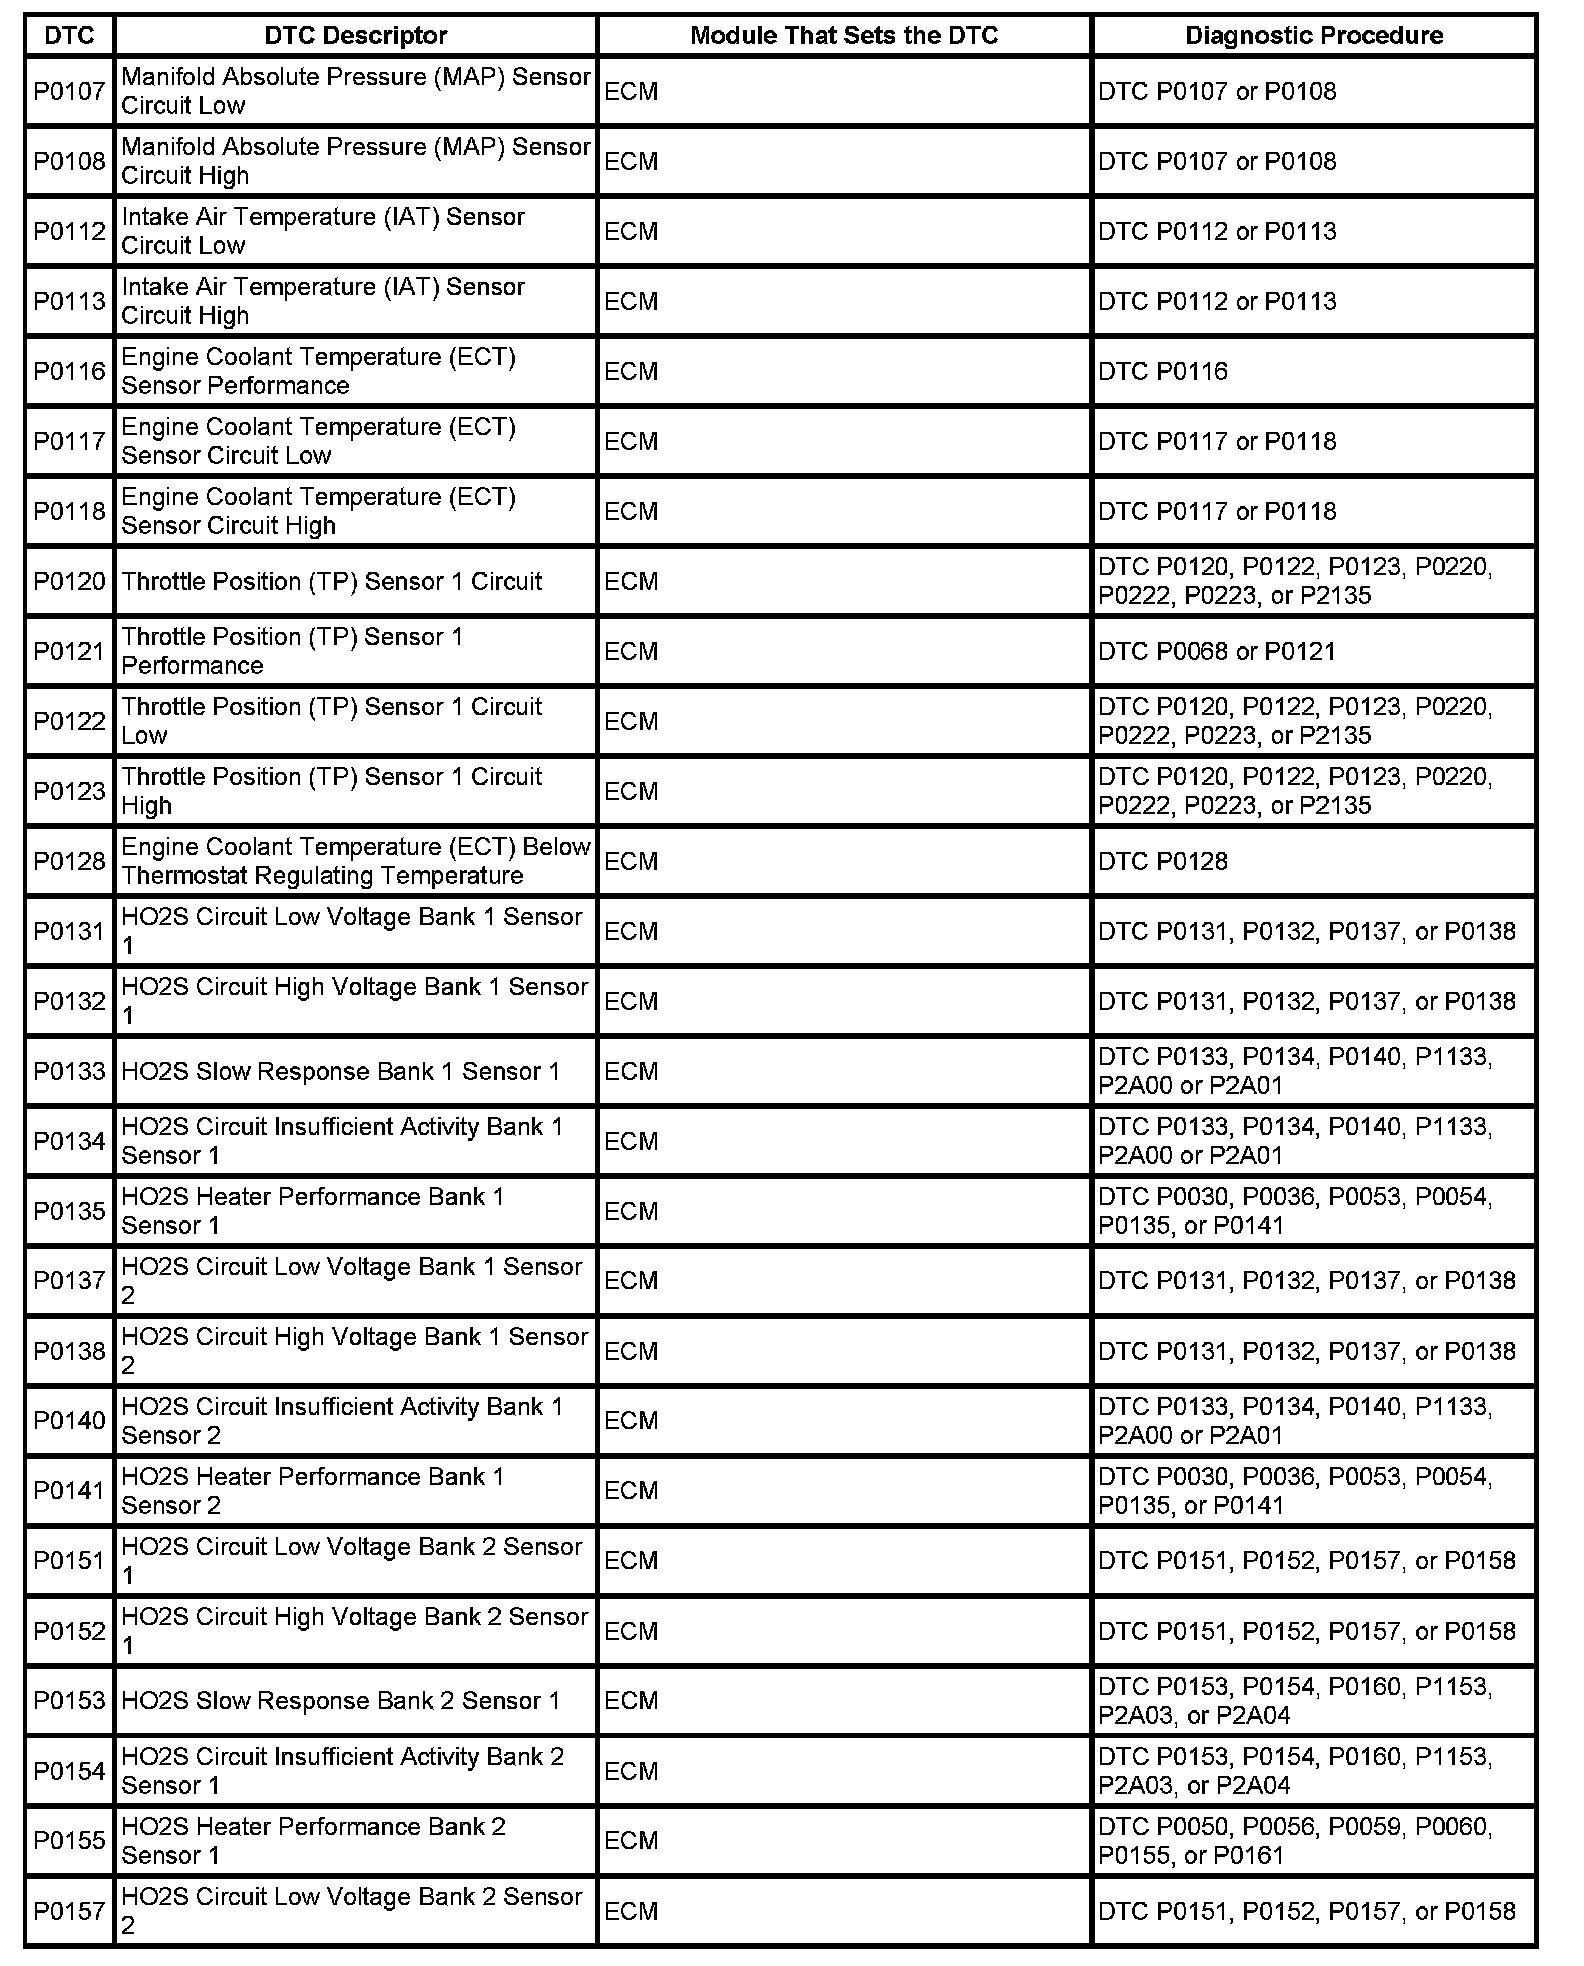 DTC DTC Descriptor Module That Sets the DTC Diagnostic Procedure
P0107 Manifold Absolute Pressure (MAP) Sensor
Circuit Low ECM DTC P0107 or P0108
P0108 Manifold Absolute Pressure (MAP) Sensor
Circuit High ECM DTC P0107 or P0108
P0112 Intake Air Temperature (IAT) Sensor
Circuit Low ECM DTC P0112 or P0113
P0113 Intake Air Temperature (IAT) Sensor
Circuit High ECM DTC P0112 or P0113
P0116 Engine Coolant Temperature (ECT)
Sensor Performance ECM DTC P0116
P0117 Engine Coolant Temperature (ECT)
Sensor Circuit Low ECM DTC P0117 or P0118
P0118 Engine Coolant Temperature (ECT)
Sensor Circuit High ECM DTC P0117 or P0118
P0120 Throttle Position (TP) Sensor 1 Circuit ECM DTC P0120, P0122, P0123, P0220,
P0222, P0223, or P2135
P0121 Throttle Position (TP) Sensor 1
Performance ECM DTC P0068 or P0121
P0122 Throttle Position (TP) Sensor 1 Circuit
Low ECM DTC P0120, P0122, P0123, P0220,
P0222, P0223, or P2135
P0123 Throttle Position (TP) Sensor 1 Circuit
High ECM DTC P0120, P0122, P0123, P0220,
P0222, P0223, or P2135
P0128 Engine Coolant Temperature (ECT) Below
Thermostat Regulating Temperature ECM DTC P0128
P0131 HO2S Circuit Low Voltage Bank 1 Sensor
1 ECM DTC P0131, P0132, P0137, or P0138
P0132 HO2S Circuit High Voltage Bank 1 Sensor
1 ECM DTC P0131, P0132, P0137, or P0138
P0133 HO2S Slow Response Bank 1 Sensor 1 ECM DTC P0133, P0134, P0140, P1133,
P2A00 or P2A01
P0134 HO2S Circuit Insufficient Activity Bank 1
Sensor 1 ECM DTC P0133, P0134, P0140, P1133,
P2A00 or P2A01
P0135 HO2S Heater Performance Bank 1
Sensor 1 ECM DTC P0030, P0036, P0053, P0054,
P0135, or P0141
P0137 HO2S Circuit Low Voltage Bank 1 Sensor
2 ECM DTC P0131, P0132, P0137, or P0138
P0138 HO2S Circuit High Voltage Bank 1 Sensor
2 ECM DTC P0131, P0132, P0137, or P0138
P0140 HO2S Circuit Insufficient Activity Bank 1
Sensor 2 ECM DTC P0133, P0134, P0140, P1133,
P2A00 or P2A01
P0141 HO2S Heater Performance Bank 1
Sensor 2 ECM DTC P0030, P0036, P0053, P0054,
P0135, or P0141
P0151 HO2S Circuit Low Voltage Bank 2 Sensor
1 ECM DTC P0151, P0152, P0157, or P0158
P0152 HO2S Circuit High Voltage Bank 2 Sensor
1 ECM DTC P0151, P0152, P0157, or P0158
P0153 HO2S Slow Response Bank 2 Sensor 1 ECM DTC P0153, P0154, P0160, P1153,
P2A03, or P2A04
P0154 HO2S Circuit Insufficient Activity Bank 2
Sensor 1 ECM DTC P0153, P0154, P0160, P1153,
P2A03, or P2A04
P0155 HO2S Heater Performance Bank 2
Sensor 1 ECM DTC P0050, P0056, P0059, P0060,
P0155, or P0161
P0157 HO2S Circuit Low Voltage Bank 2 Sensor
2 ECM DTC P0151, P0152, P0157, or P0158